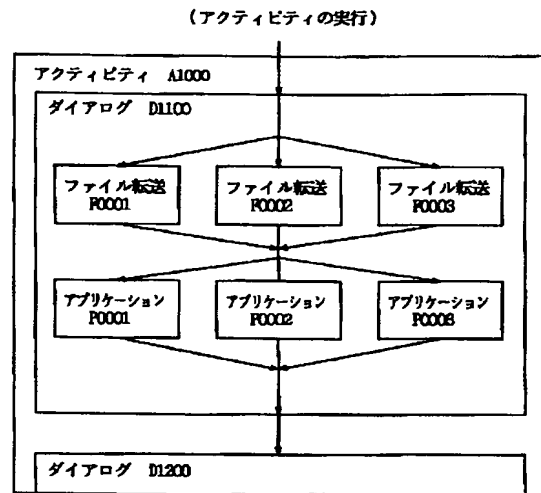 (アクティビティの実行)
アクティビティ A1000
ダイアログ D1100
ファイル転送 ファイル転送 ファイル転送
F0001 F0002 F0003
アプリケーション アプリケーション アプリケーション
P0001 P0002 P0003
ダイアログ D1200